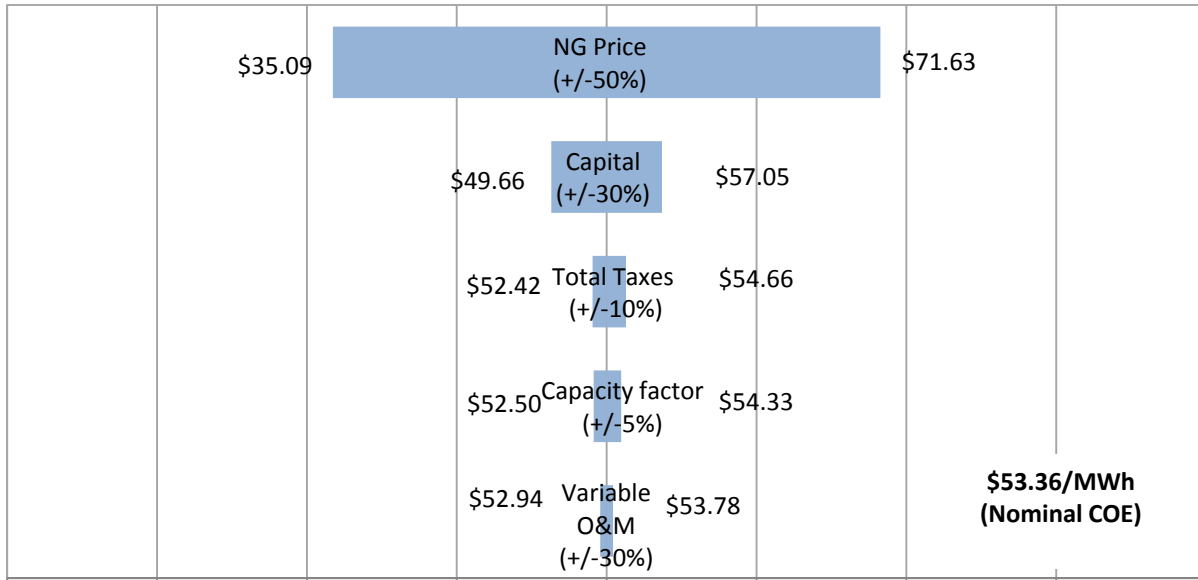 NG Price
(+/-50%)
$35.09
$71.63
Capital
(+/-30%)
$49.66
$57.05
Total Taxes
(+/-10%)
$52.42
$54.66
Capacity factor
(+/-5%)
$52.50
$54.33
Variable
O&M
(+/-30%)
$52.94
$53.78
$53.36/MWh
(Nominal COE)